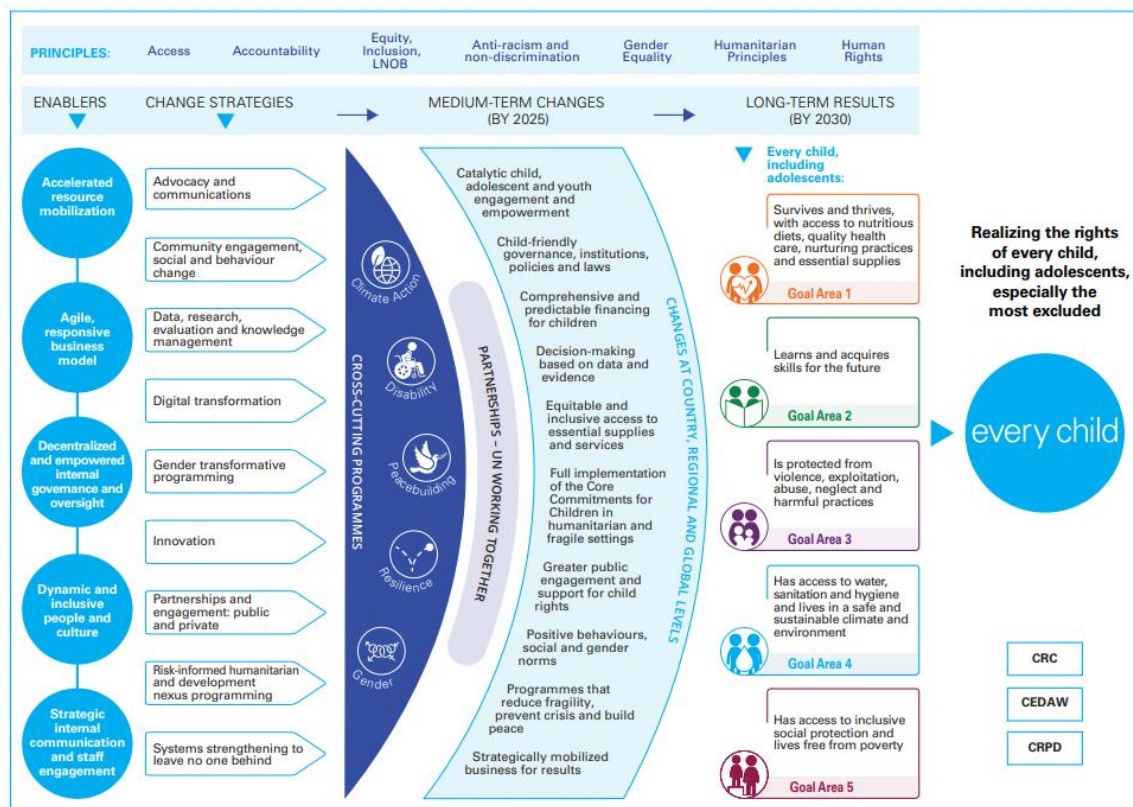 PRINCIPLES:
Access
Accountability
Equity,
Inclusion,
LNOB
Anti-racism and
non-discrimination
Gender
Equality
Humanitarian
Principles
Human
Rights
ENABLERS
CHANGE STRATEGIES
MEDIUM-TERM CHANGES
(BY 2025)
LONG-TERM RESULTS
(BY 2030)
Accelerated
resource
mobilization
Agile,
responsive
business
model
Decentralized
and empowered
internal
governance and
oversight
Dynamic and
inclusive
people and
culture
Strategic
internal
communication
and staff
engagement
Advocacy and
communications
Community engagement,
social and behaviour
change
Data, research,
evaluation and knowledge
management
Digital transformation
Gender transformative
programming
Innovation
Partnerships and
engagement: public
and private
Risk-informed humanitarian
and development
nexus programming
Systems strengthening to
leave no one behind
CROSS-CUTTING PROGRAMMES
Climate Action
Disability
Peacebuilding
Resilience
Gender
PARTNERSHIPS – UN WORKING TOGETHER
Catalytic child,
adolescent and youth
engagement and
empowerment
Child-friendly
governance, institutions,
policies and laws
Comprehensive and
predictable financing
for children
Decision-making
based on data and
evidence
Equitable and
inclusive access to
essential supplies
and services
Full implementation
of the Core
Commitments for
Children in
humanitarian and
fragile settings
Greater public
engagement and
support for child
rights
Positive behaviours,
social and gender
norms
Programmes that
reduce fragility,
prevent crisis and build
peace
Strategically mobilized
business for results
CHANGES AT COUNTRY, REGIONAL AND GLOBAL LEVELS
Every child,
including
adolescents:
Survives and thrives,
with access to nutritious
diets, quality health
care, nurturing practices
and essential supplies
Goal Area 1
Learns and acquires
skills for the future
Goal Area 2
Is protected from
violence, exploitation,
abuse, neglect and
harmful practices
Goal Area 3
Has access to water,
sanitation and hygiene
and lives in a safe and
sustainable climate and
environment
Goal Area 4
Has access to inclusive
social protection and
lives free from poverty
Goal Area 5
Realizing the rights
of every child,
including adolescents,
especially the
most excluded
every child
CRC
CEDAW
CRPD